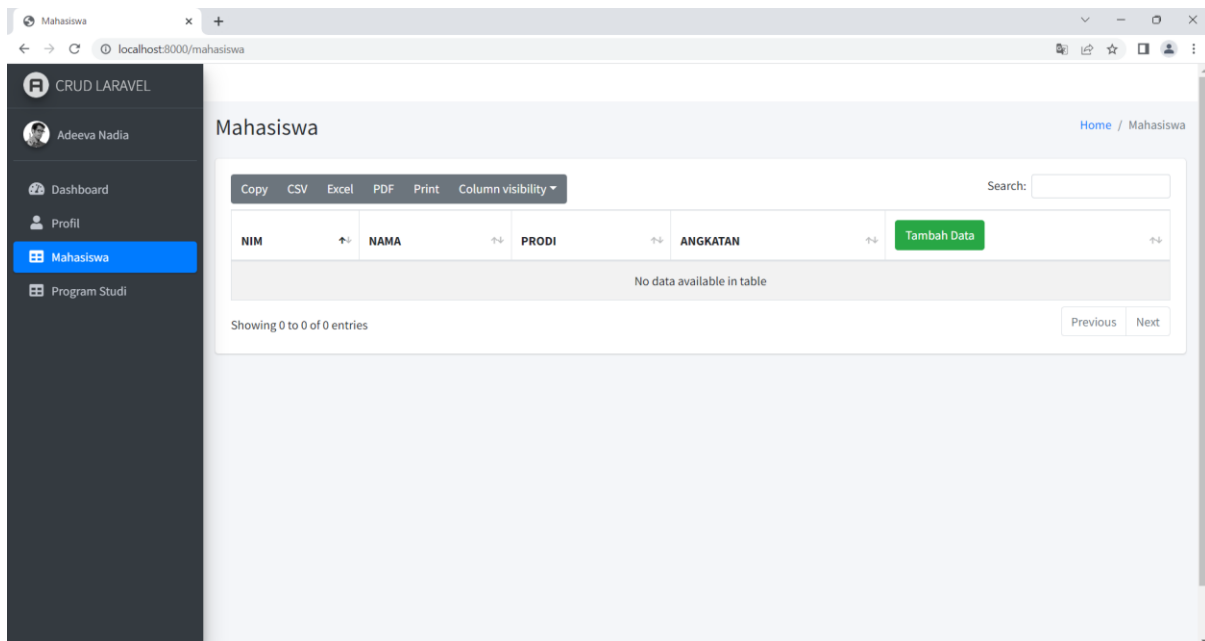 Mahasiswa
localhost:8000/mahasiswa
CRUD LARAVEL
Adeeva Nadia
Dashboard
Profil
Mahasiswa
Program Studi
Mahasiswa
Home / Mahasiswa
Copy CSV Excel PDF Print Column visibility
Search:
NIM NAMA PRODI ANGKATAN Tambah Data
No data available in table
Showing 0 to 0 of 0 entries
Previous Next